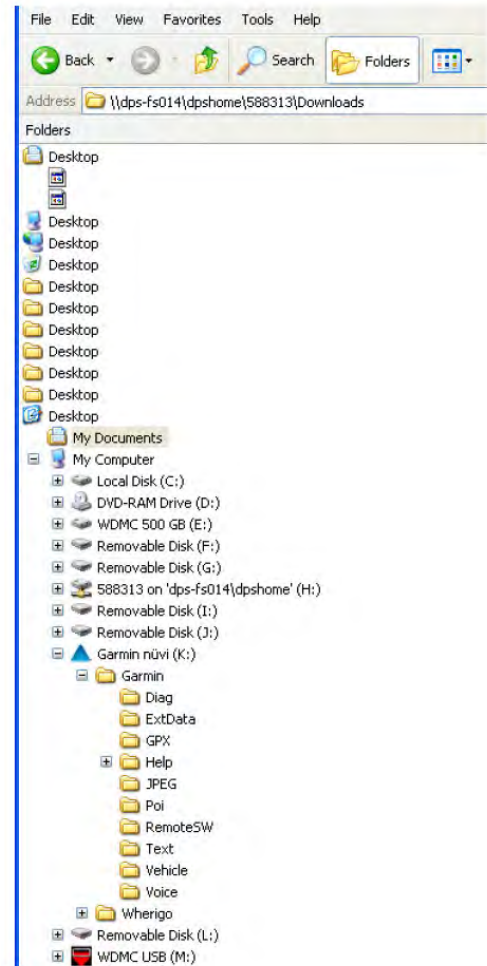 File Edit View Favorites Tools Help
Back Search Folders
Address \\dps-fs014\dpshome\588313\Downloads
Folders
Desktop
Desktop
Desktop
Desktop
Desktop
Desktop
Desktop
Desktop
Desktop
Desktop
Desktop
My Documents
My Computer
Local Disk (C:)
DVD-RAM Drive (D:)
WDMC 500 GB (E:)
Removable Disk (F:)
Removable Disk (G:)
588313 on 'dps-fs014\dpshome' (H:)
Removable Disk (I:)
Removable Disk (J:)
Garmin nüvi (K:)
Garmin
Diag
ExtData
GPX
Help
JPEG
Poi
RemoteSW
Text
Vehicle
Voice
Wherigo
Removable Disk (L:)
WDMC USB (M:)